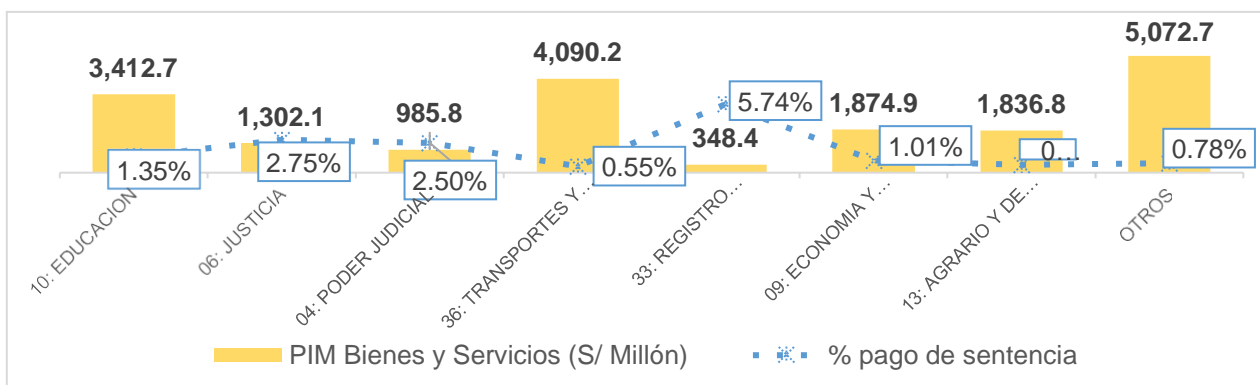 5,072.7
4,090.2
3,412.7
1,302.1
985.8
348.4
1,874.9
1,836.8
1.35%
2.75%
2.50%
0.55%
5.74%
1.01%
0...
0.78%
10: EDUCACION
06: JUSTICIA
04: PODER JUDICIAL
36: TRANSPORTES Y...
33: REGISTRO...
09: ECONOMIA Y...
13: AGRARIO Y DE...
OTROS
PIM Bienes y Servicios (S/ Millón)
% pago de sentencia